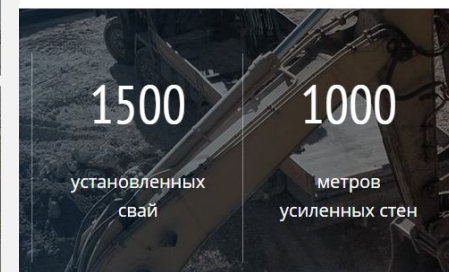 1500
установленных
свай
1000
метров
усиленных стен